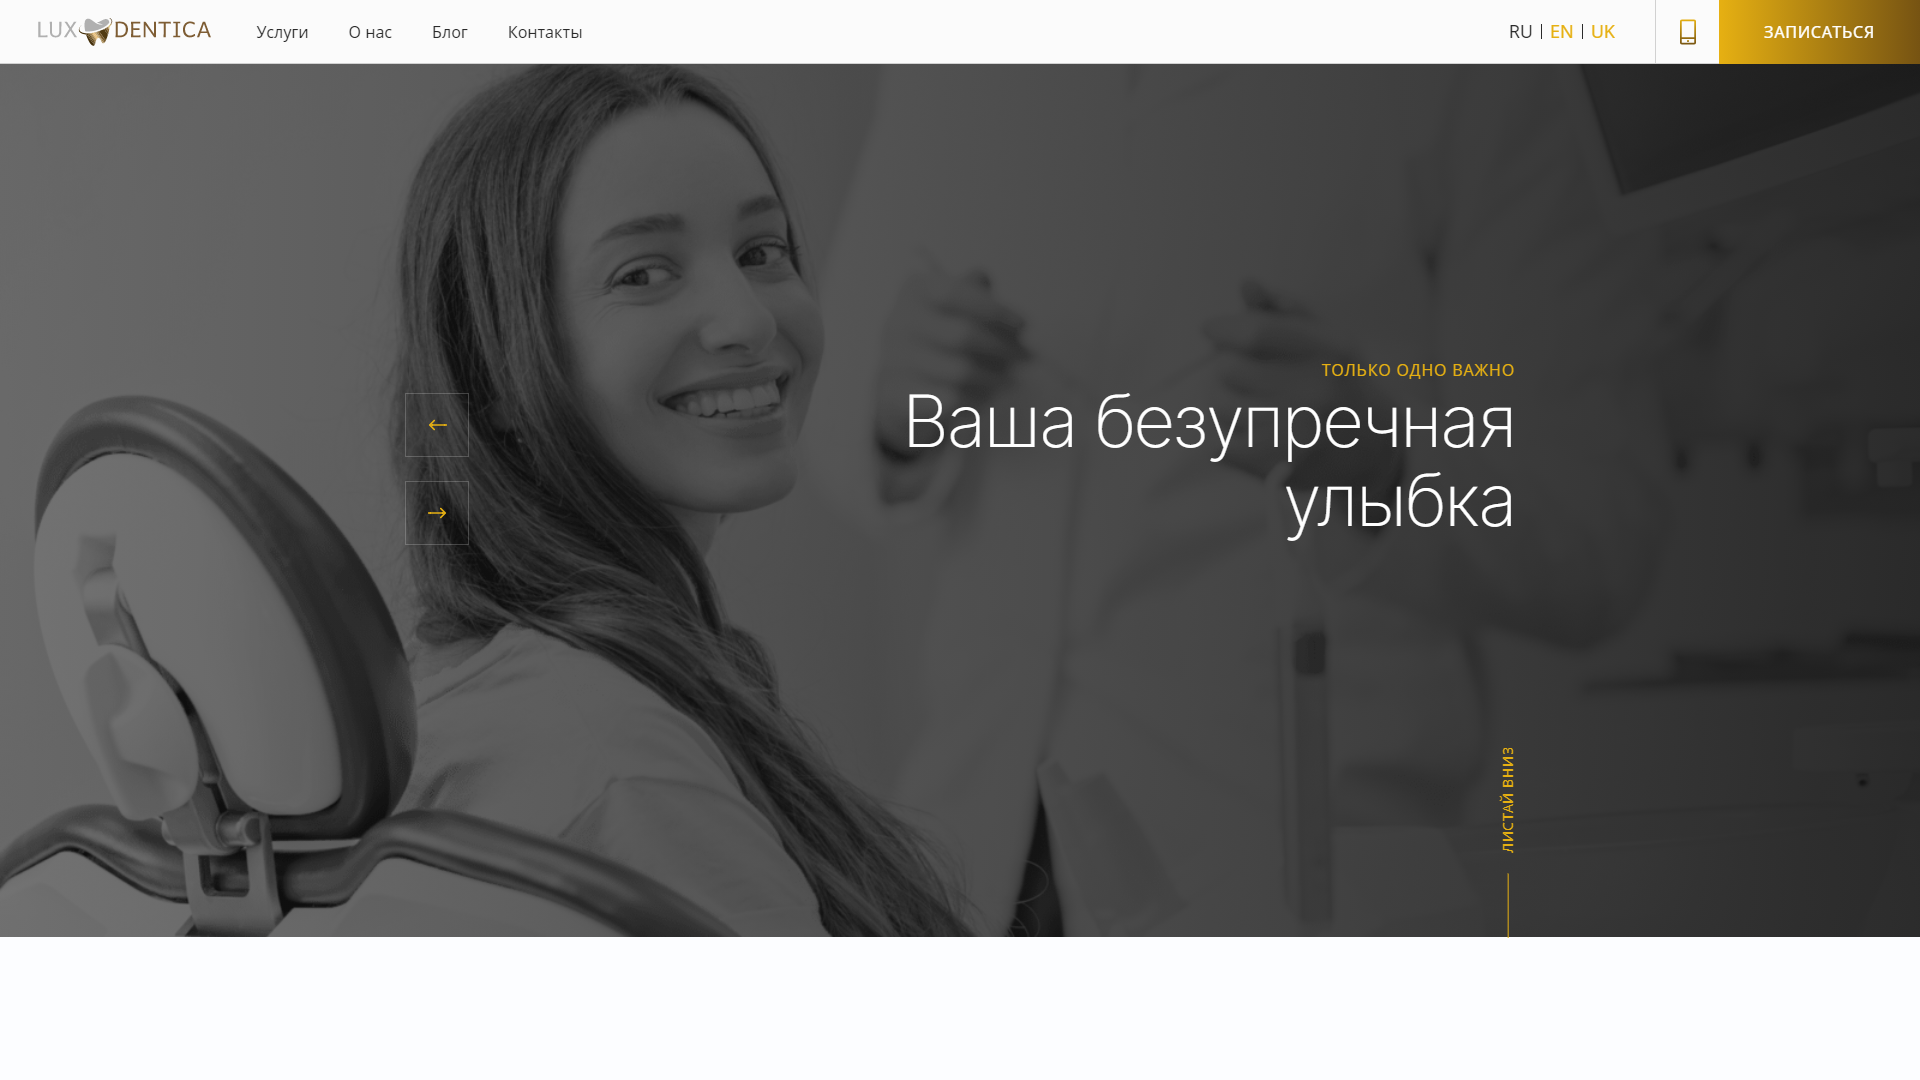 LUX DENTICA
Услуги
О нас
Блог
Контакты
RU | EN | UK
ЗАПИСАТЬСЯ
ТОЛЬКО ОДНО ВАЖНО
Ваша безупречная
улыбка
ЛИСТАЙ ВНИЗ